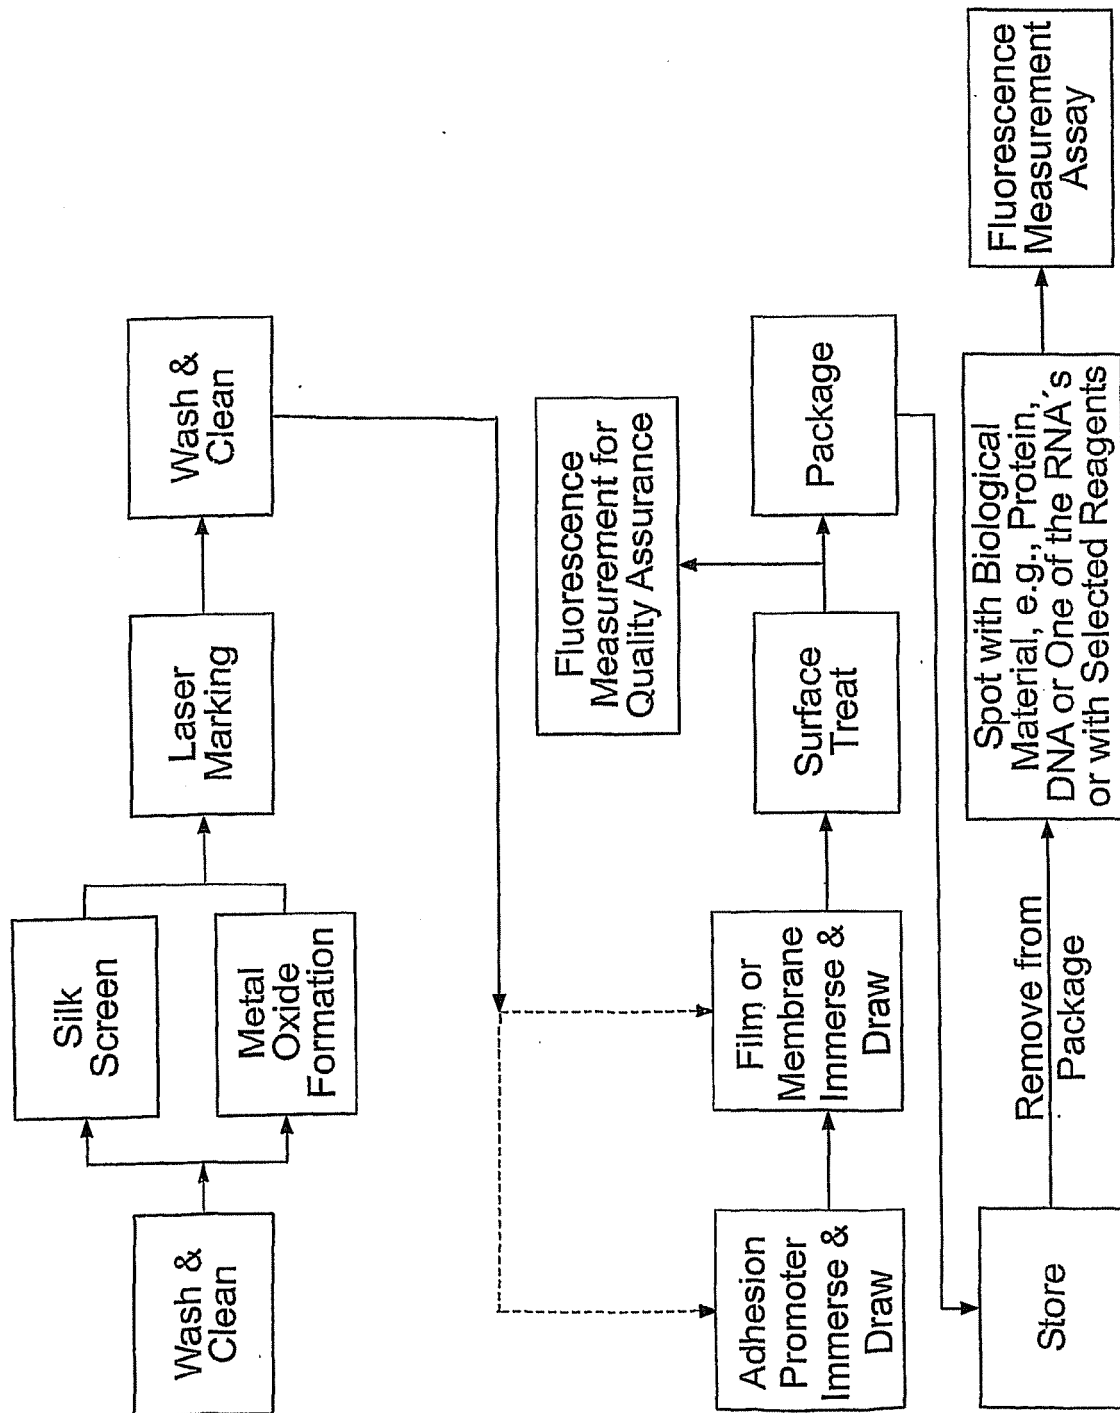 Wash &
Clean
Silk
Screen
Metal
Oxide
Formation
Laser
Marking
Wash &
Clean
Adhesion
Promoter
Immerse &
Draw
Film or
Membrane
Immerse &
Draw
Surface
Treat
Fluorescence
Measurement for
Quality Assurance
Package
Store
Remove from
Package
Spot with Biological
Material, e.g., Protein,
DNA or One of the RNA´s
or with Selected Reagents
Fluorescence
Measurement
Assay